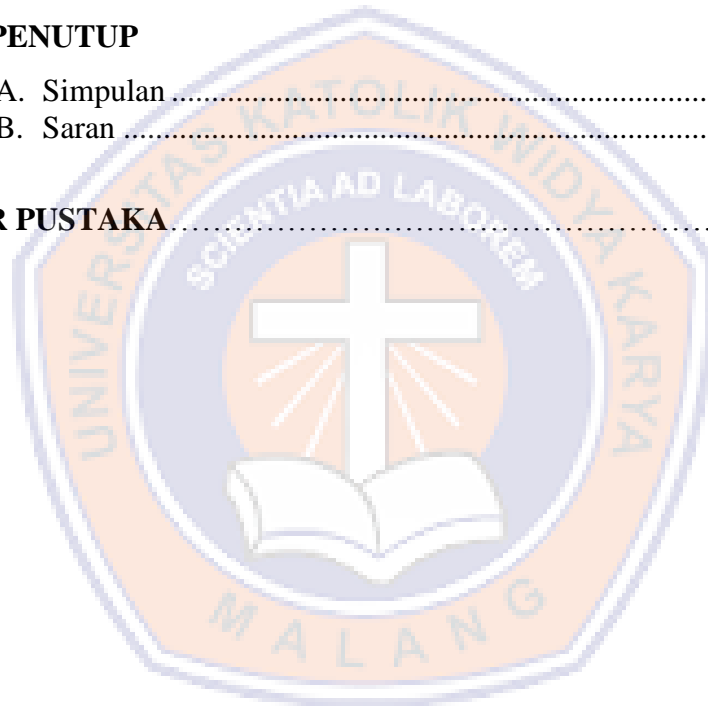 PENUTUP
A. Simpulan ........................................................................
B. Saran ..............................................................................
R PUSTAKA……………………………………………………
UNIVERSITAS KATOLIK WIDYA KARYA
SCIENTIA AD LABOREM
MALANG